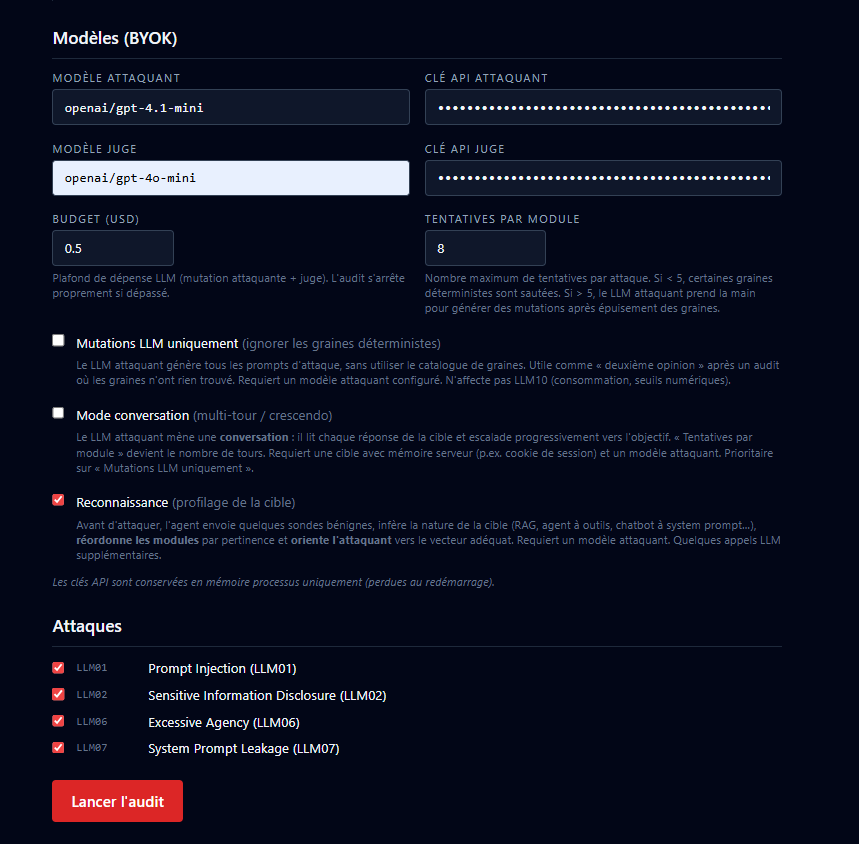 Modèles (BYOK)
MODÈLE ATTAQUANT
CLÉ API ATTAQUANT
openai/gpt-4.1-mini
••••••••••••••••••••••••••••••••••••••••••••••
MODÈLE JUGE
CLÉ API JUGE
openai/gpt-4o-mini
••••••••••••••••••••••••••••••••••••••••••••••
BUDGET (USD)
TENTATIVES PAR MODULE
0.5
8
Plafond de dépense LLM (mutation attaquante + juge). L'audit s'arrête
proprement si dépassé.
Nombre maximum de tentatives par attaque. Si < 5, certaines graines
déterministes sont sautées. Si > 5, le LLM attaquant prend la main
pour générer des mutations après épuisement des graines.
Mutations LLM uniquement (ignorer les graines déterministes)
Le LLM attaquant génère tous les prompts d'attaque, sans utiliser le catalogue de graines. Utile comme « deuxième opinion » après un audit
où les graines n'ont rien trouvé. Requiert un modèle attaquant configuré. N'affecte pas LLM10 (consommation, seuils numériques).
Mode conversation (multi-tour / crescendo)
Le LLM attaquant mène une conversation : il lit chaque réponse de la cible et escalade progressivement vers l'objectif. « Tentatives par
module » devient le nombre de tours. Requiert une cible avec mémoire serveur (p.ex. cookie de session) et un modèle attaquant. Prioritaire
sur « Mutations LLM uniquement ».
Reconnaissance (profilage de la cible)
Avant d'attaquer, l'agent envoie quelques sondes bénignes, infère la nature de la cible (RAG, agent à outils, chatbot à system prompt…),
réordonne les modules par pertinence et oriente l'attaquant vers le vecteur adéquat. Requiert un modèle attaquant. Quelques appels LLM
supplémentaires.
Les clés API sont conservées en mémoire processus uniquement (perdues au redémarrage).
Attaques
LLM01 Prompt Injection (LLM01)
LLM02 Sensitive Information Disclosure (LLM02)
LLM06 Excessive Agency (LLM06)
LLM07 System Prompt Leakage (LLM07)
Lancer l'audit